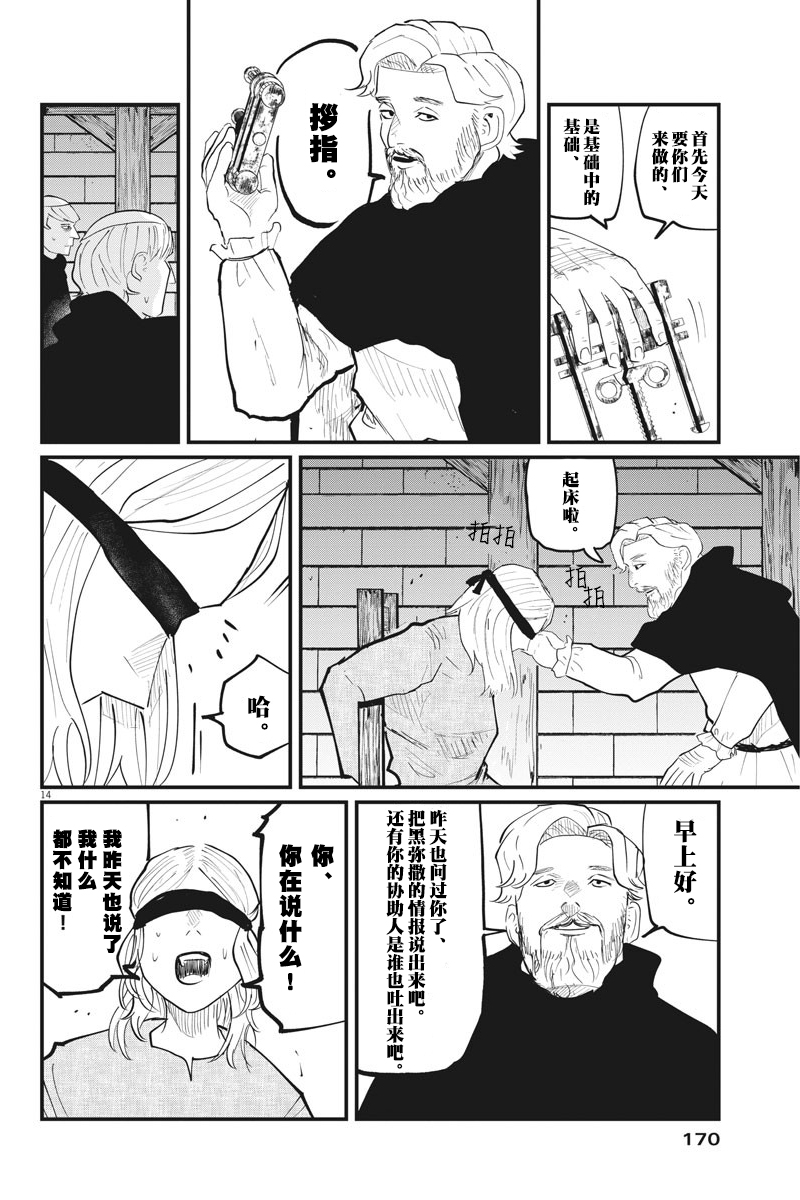 首先今天
要你们
来做的、
是基础中的
基础、
拶指。
起床啦。
拍拍
拍拍
哈。
14
早上好。
昨天也问过你了、
把黑弥撒的情报说出来吧。
还有你的协助人是谁也吐出来吧。
你、
你在说什么！
我昨天也说了
我什么
都不知道！
170